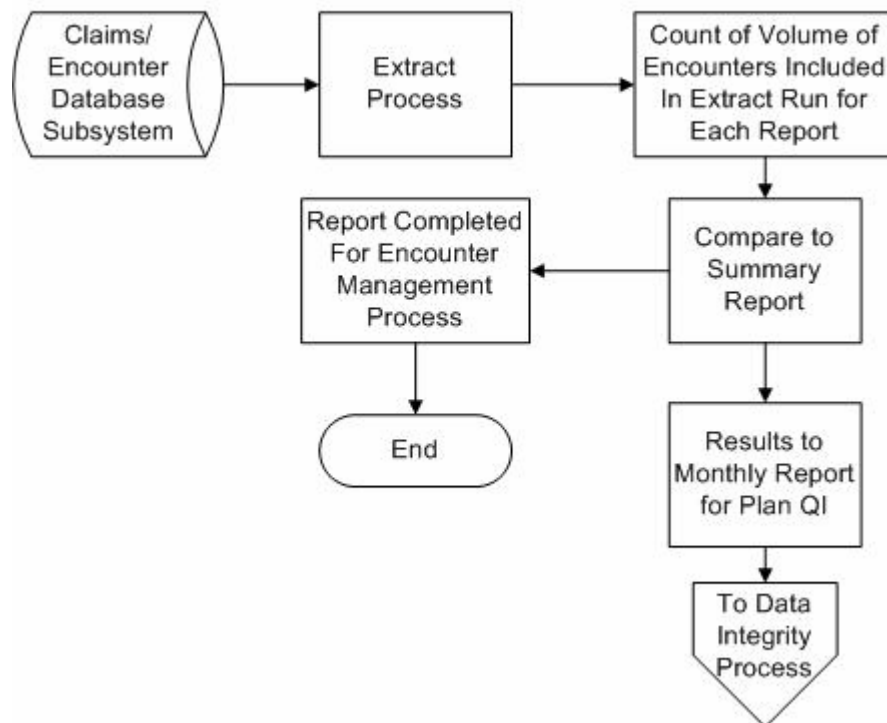 Claims/
Encounter
Database
Subsystem
Extract
Process
Count of Volume of
Encounters Included
In Extract Run for
Each Report
Report Completed
For Encounter
Management
Process
Compare to
Summary
Report
End
Results to
Monthly Report
for Plan QI
To Data
Integrity
Process